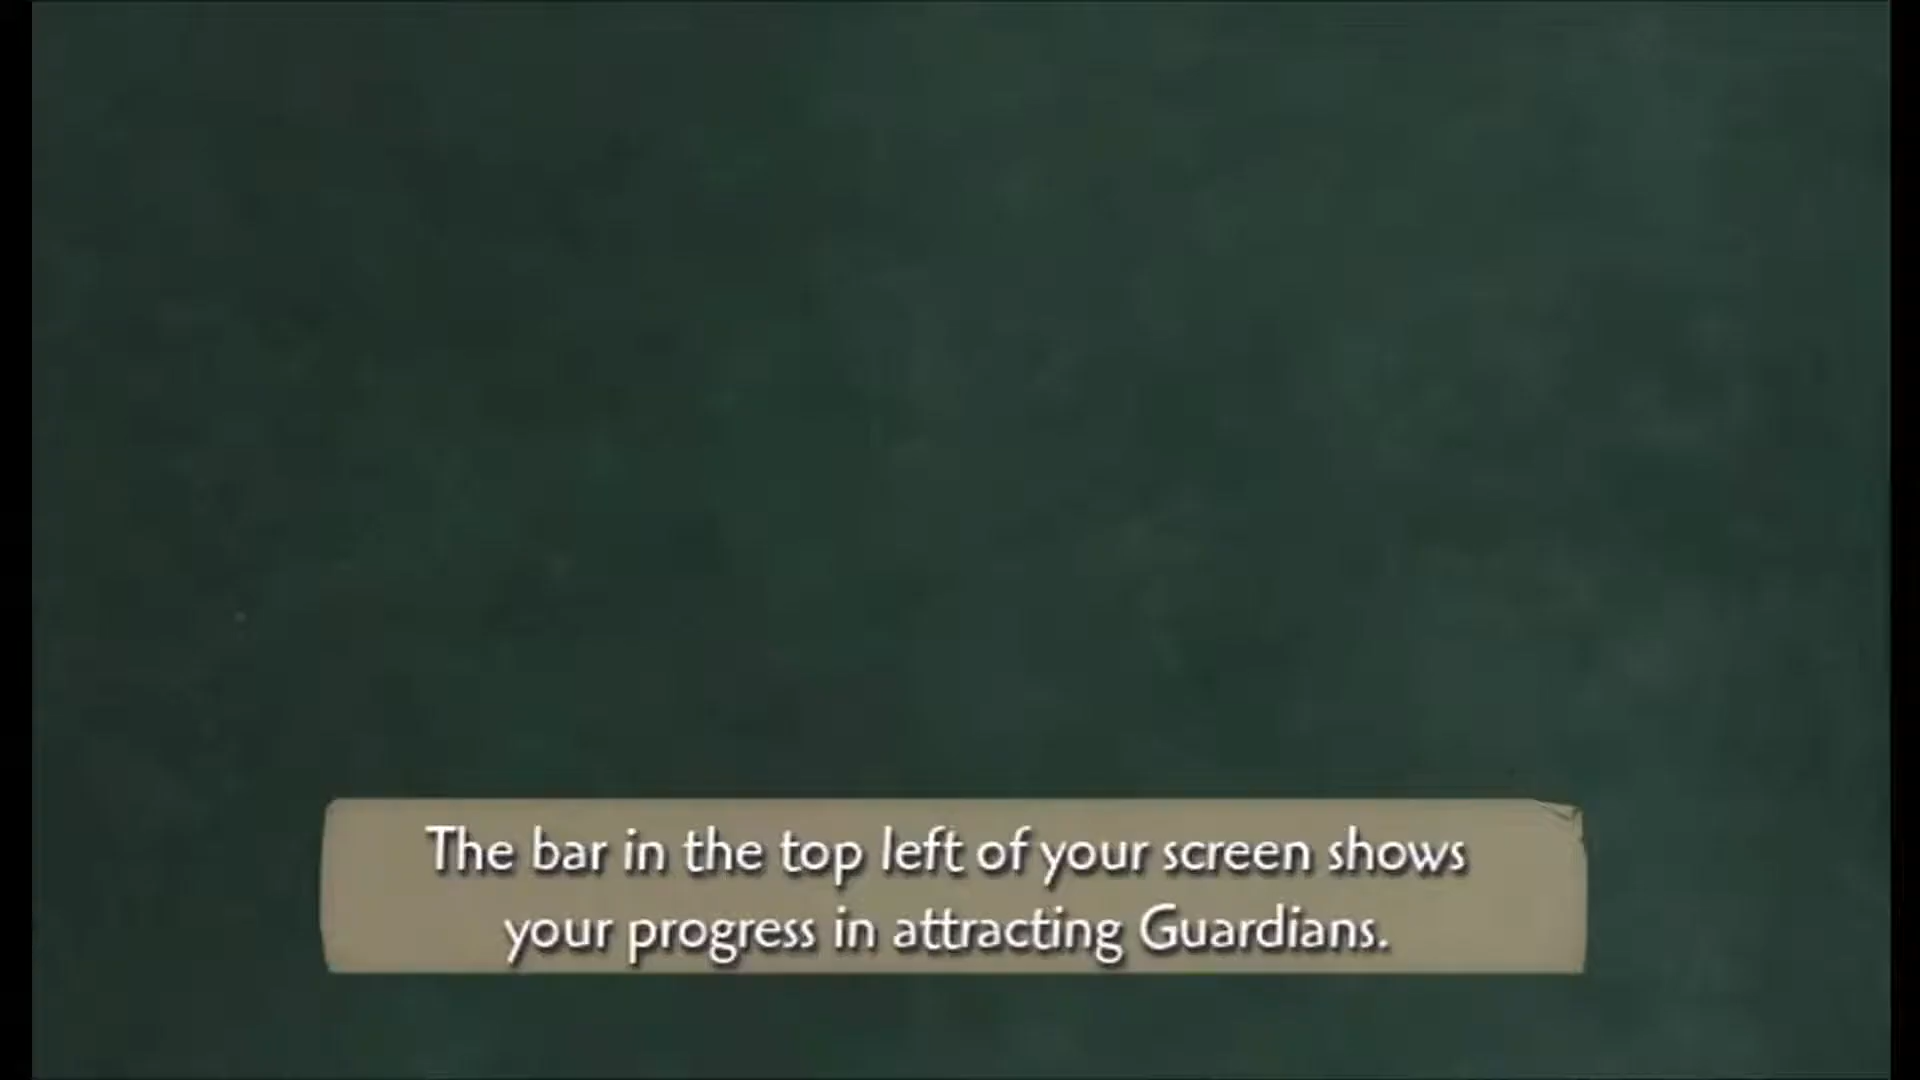 The bar in the top left of your screen shows
your progress in attracting Guardians.